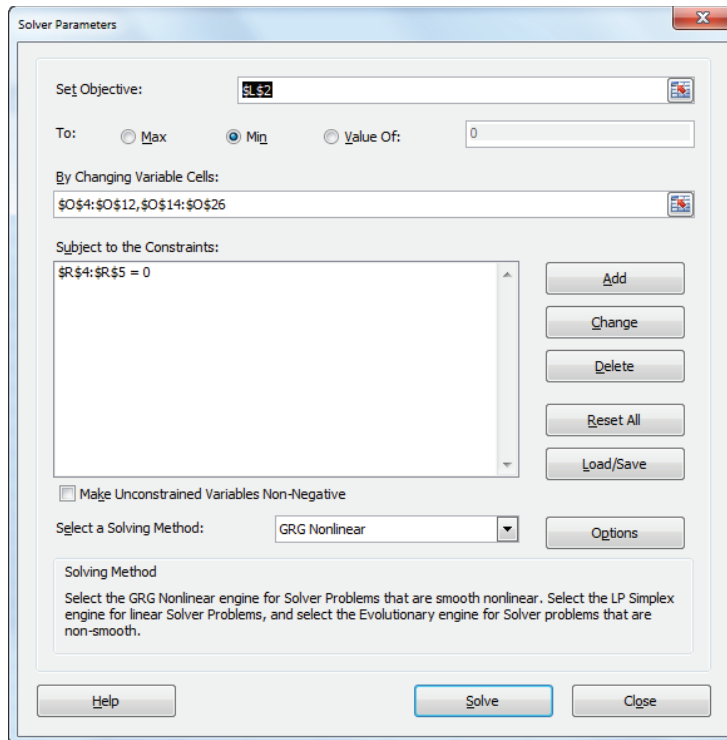 Solver Parameters
Set Objective:
$L$2
To:
Max
Min
Value Of:
0
By Changing Variable Cells:
$O$4:$O$12,$O$14:$O$26
Subject to the Constraints:
$R$4:$R$5 = 0
Add
Change
Delete
Reset All
Load/Save
Make Unconstrained Variables Non-Negative
Select a Solving Method:
GRG Nonlinear
Options
Solving Method
Select the GRG Nonlinear engine for Solver Problems that are smooth nonlinear. Select the LP Simplex
engine for linear Solver Problems, and select the Evolutionary engine for Solver problems that are
non-smooth.
Help
Solve
Close